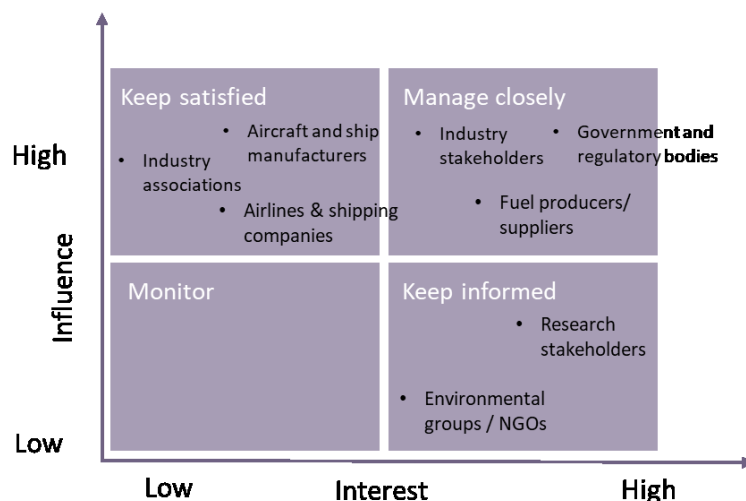 Keep satisfied
• Aircraft and ship
manufacturers
• Industry
associations
• Airlines & shipping
companies
Manage closely
• Industry
stakeholders
• Government and
regulatory bodies
• Fuel producers/
suppliers
Monitor
Keep informed
• Research
stakeholders
• Environmental
groups / NGOs
High
Influence
Low
Low
Interest
High